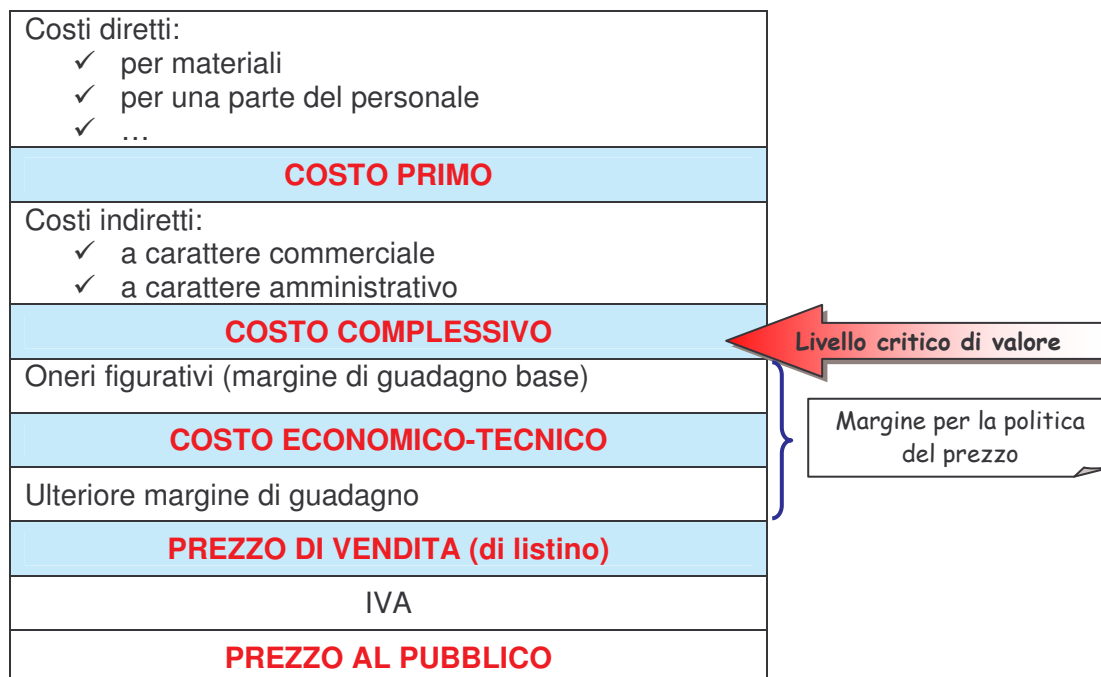 Costi diretti:
✓ per materiali
✓ per una parte del personale
✓ …
COSTO PRIMO
Costi indiretti:
✓ a carattere commerciale
✓ a carattere amministrativo
COSTO COMPLESSIVO
Livello critico di valore
Oneri figurativi (margine di guadagno base)
COSTO ECONOMICO-TECNICO
Margine per la politica
del prezzo
Ulteriore margine di guadagno
PREZZO DI VENDITA (di listino)
IVA
PREZZO AL PUBBLICO